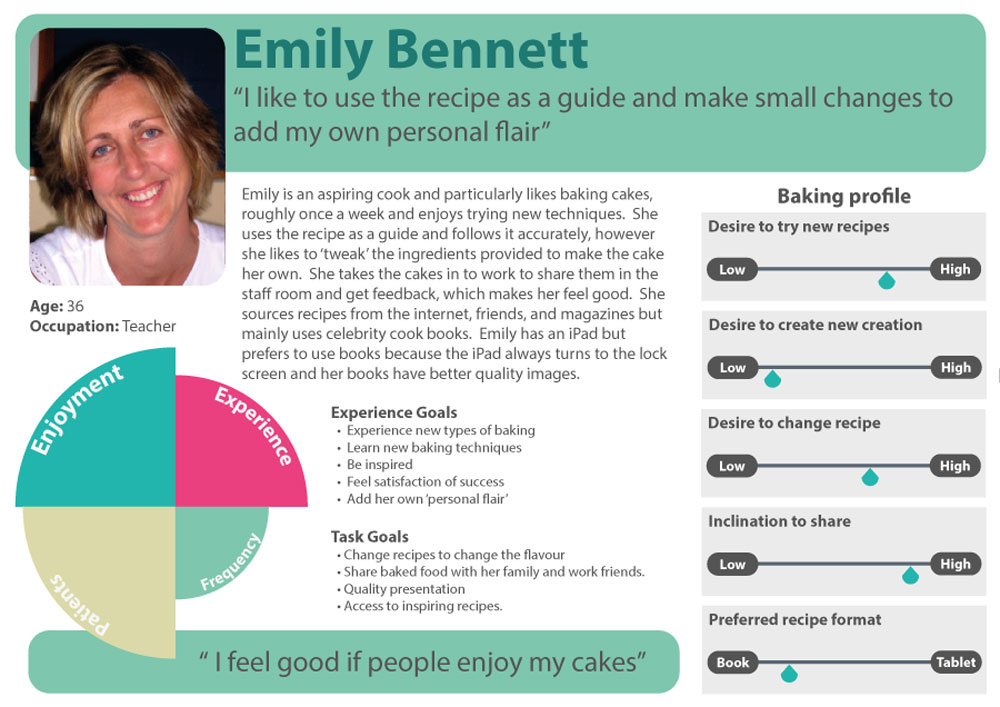 Emily Bennett
“I like to use the recipe as a guide and make small changes to
add my own personal flair”
Emily is an aspiring cook and particularly likes baking cakes,
roughly once a week and enjoys trying new techniques.  She
uses the recipe as a guide and follows it accurately, however
she likes to ‘tweak’ the ingredients provided to make the cake
her own.  She takes the cakes in to work to share them in the
staff room and get feedback, which makes her feel good.  She
sources recipes from the internet, friends, and magazines but
mainly uses celebrity cook books.  Emily has an iPad but
prefers to use books because the iPad always turns to the lock
screen and her books have better quality images.
Age: 36
Occupation: Teacher
Enjoyment
Experience
Patients
Frequency
Experience Goals
• Experience new types of baking
• Learn new baking techniques
• Be inspired
• Feel satisfaction of success
• Add her own ‘personal flair’
Task Goals
• Change recipes to change the flavour
• Share baked food with her family and work friends.
• Quality presentation
• Access to inspiring recipes.
“ I feel good if people enjoy my cakes”
Baking profile
Desire to try new recipes
Low High
Desire to create new creation
Low High
Desire to change recipe
Low High
Inclination to share
Low High
Preferred recipe format
Book Tablet